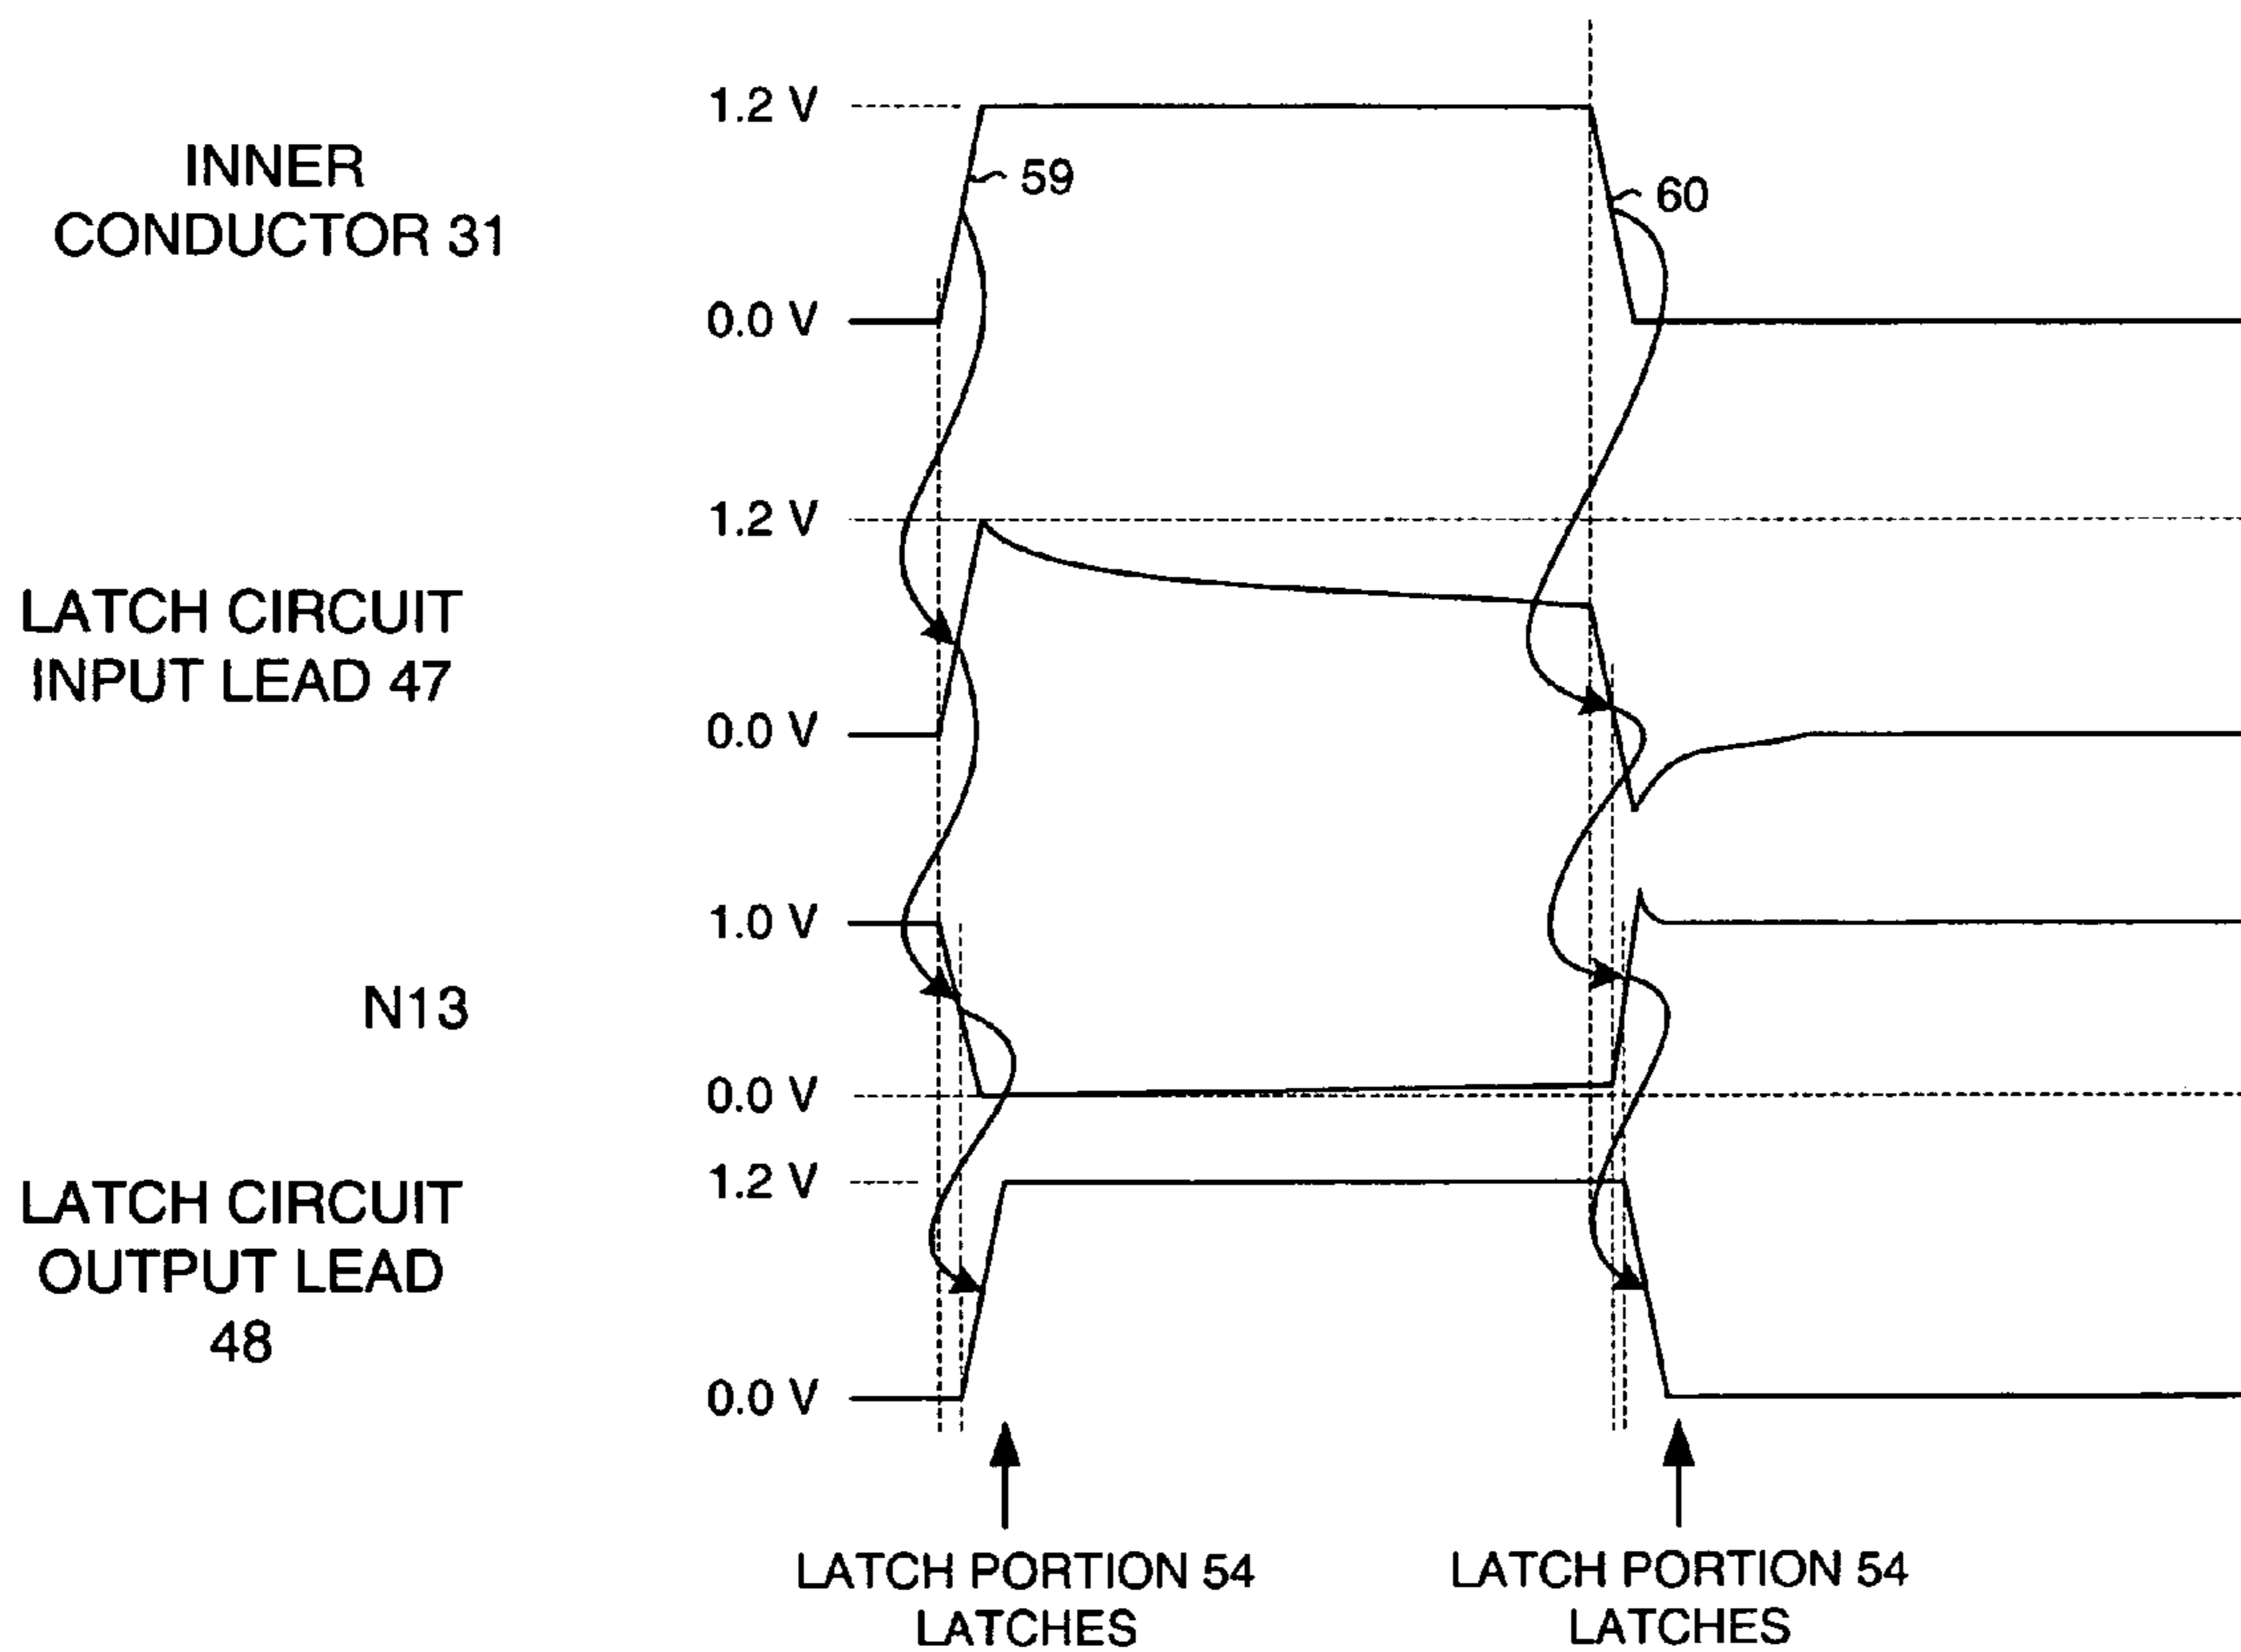 1.2 V
INNER
CONDUCTOR 31
59
60
0.0 V
1.2 V
LATCH CIRCUIT
INPUT LEAD 47
0.0 V
1.0 V
N13
0.0 V
1.2 V
LATCH CIRCUIT
OUTPUT LEAD
48
0.0 V
LATCH PORTION 54
LATCHES
LATCH PORTION 54
LATCHES